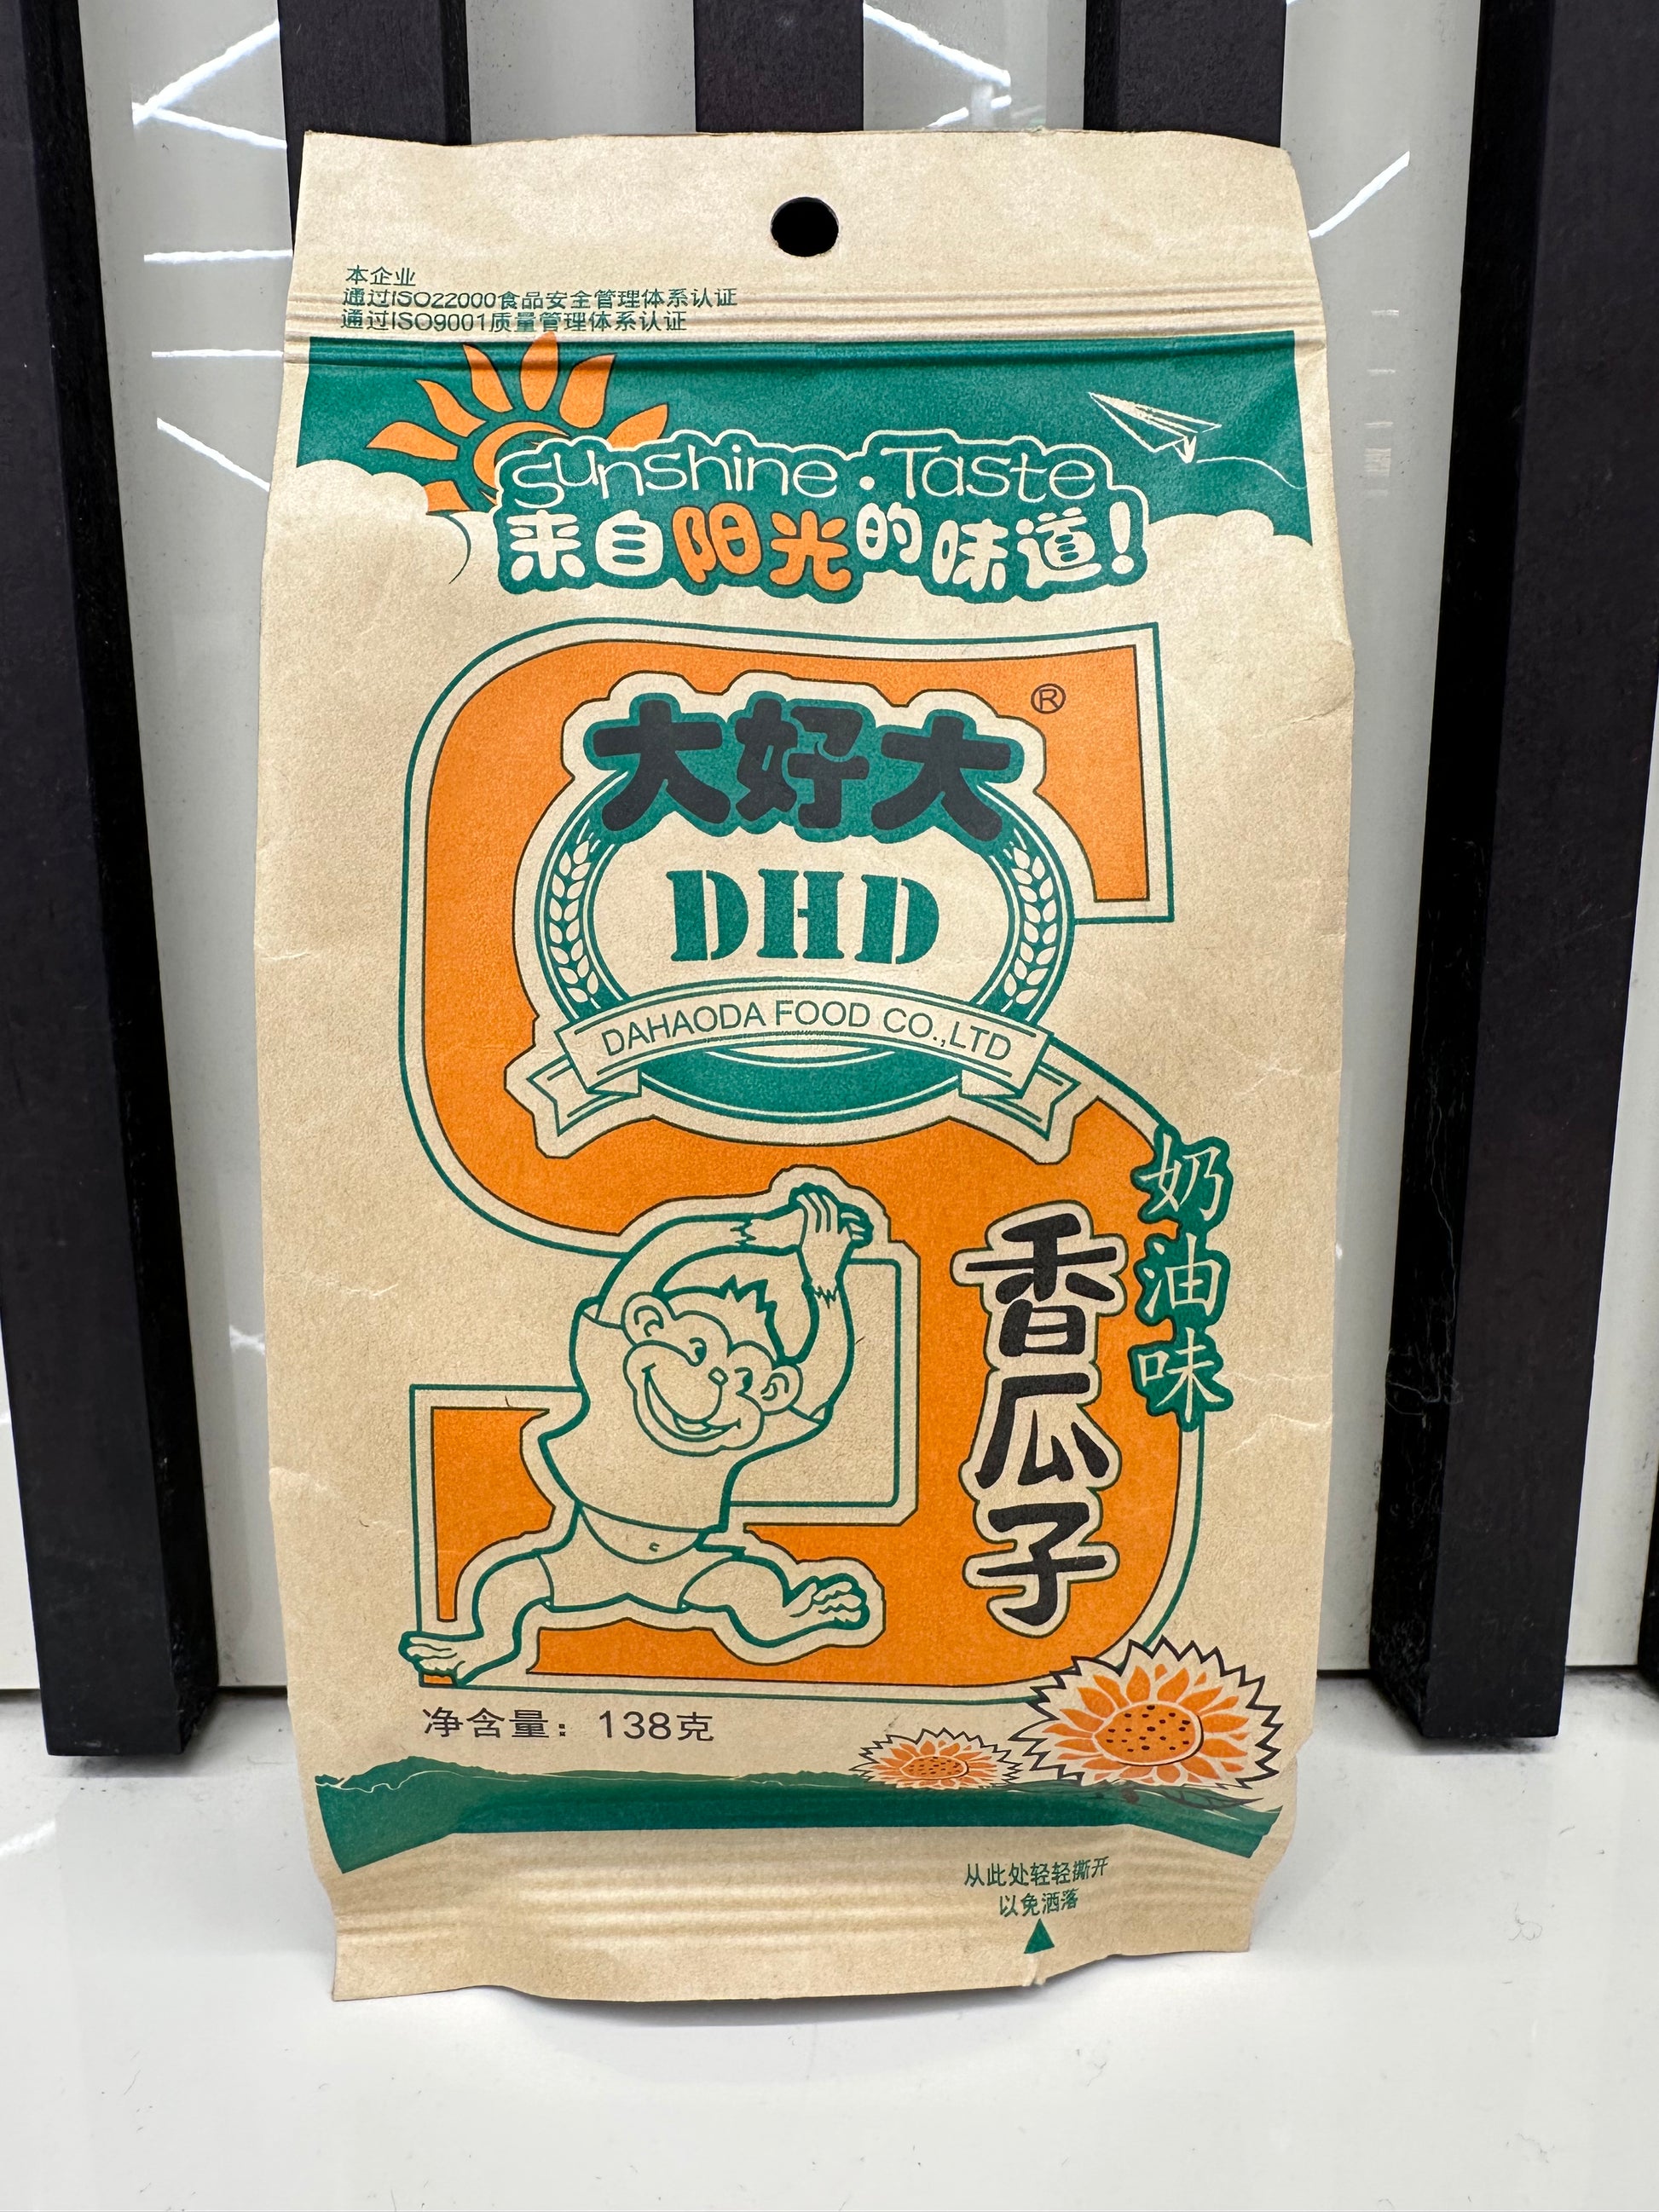 本企业
通过ISO22000食品安全管理体系认证
通过ISO9001质量管理体系认证
sunshine·Taste
来自阳光的味道!
大好大®
DHD
DAHAODA FOOD CO.,LTD
奶油味
香瓜子
净含量：138克
从此处轻轻撕开
以免洒落